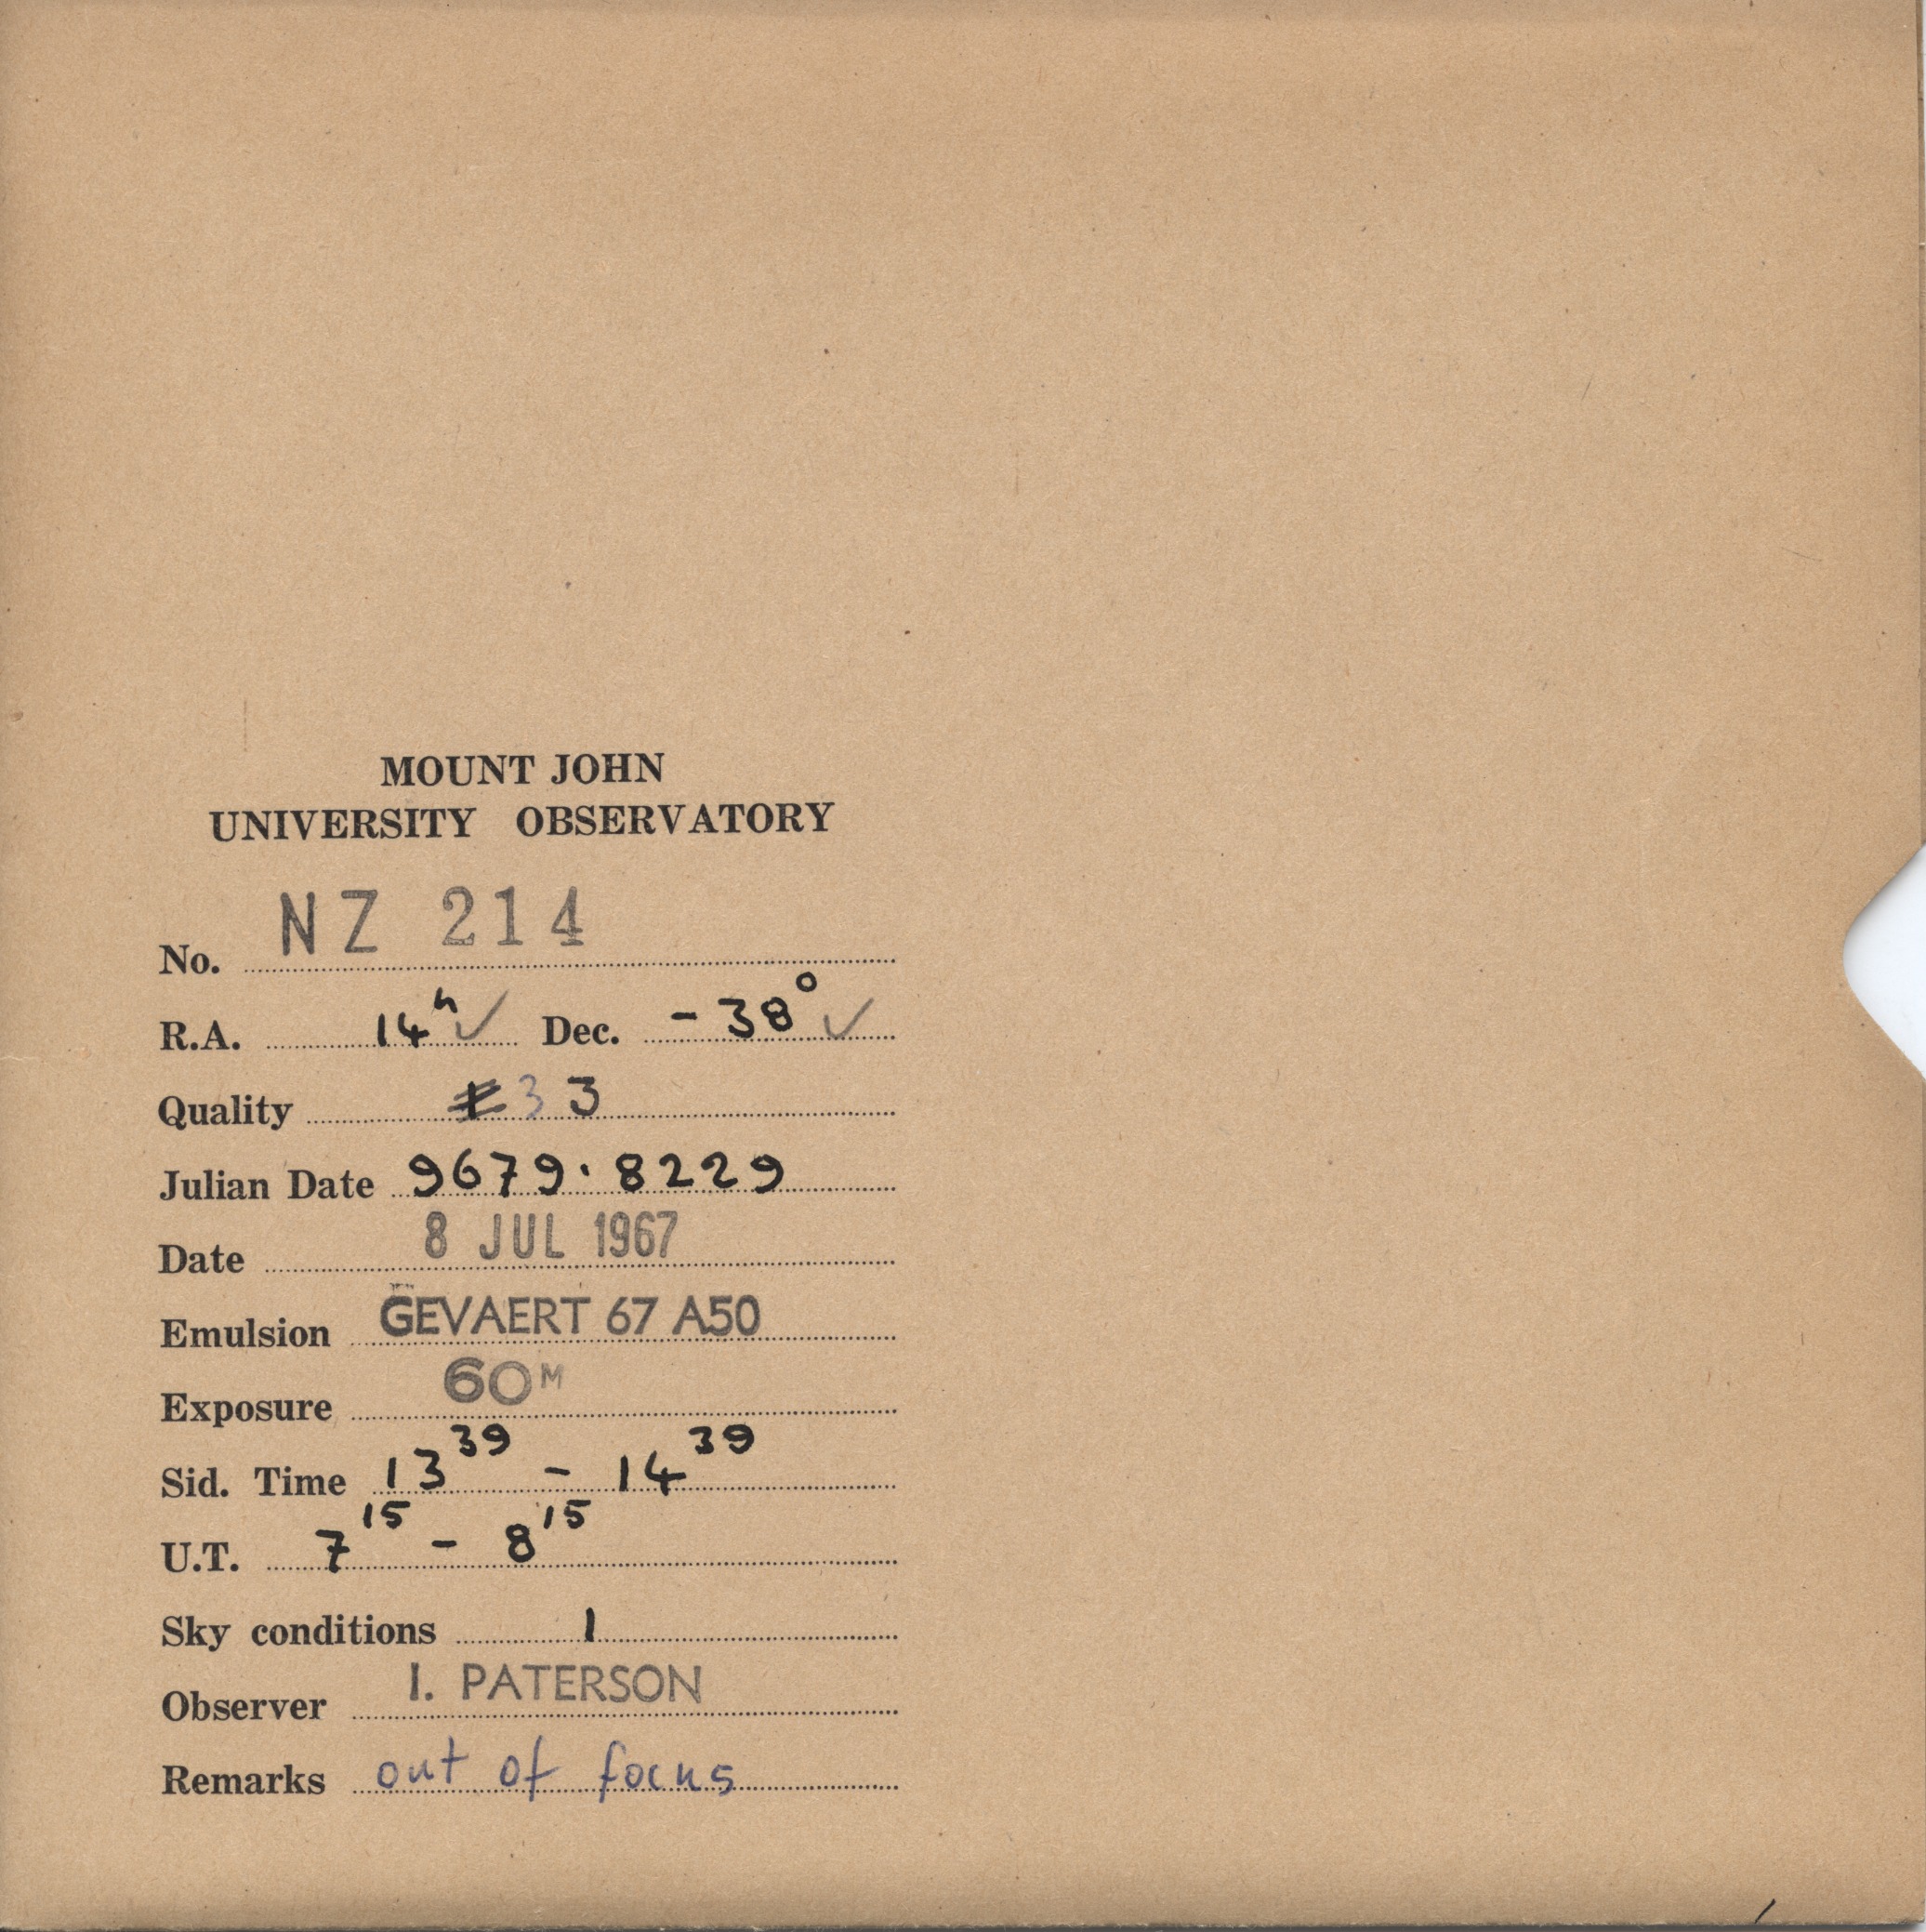 MOUNT JOHN
UNIVERSITY OBSERVATORY
No. NZ 214
R.A. 14h ✓ Dec. -38° ✓
Quality 3 3
Julian Date 9679.8229
Date 8 JUL 1967
Emulsion GEVAERT 67 A50
Exposure 60M
Sid. Time 13 39 - 14 39
U.T. 7 15 - 8 15
Sky conditions 1
Observer I. PATERSON
Remarks out of focus